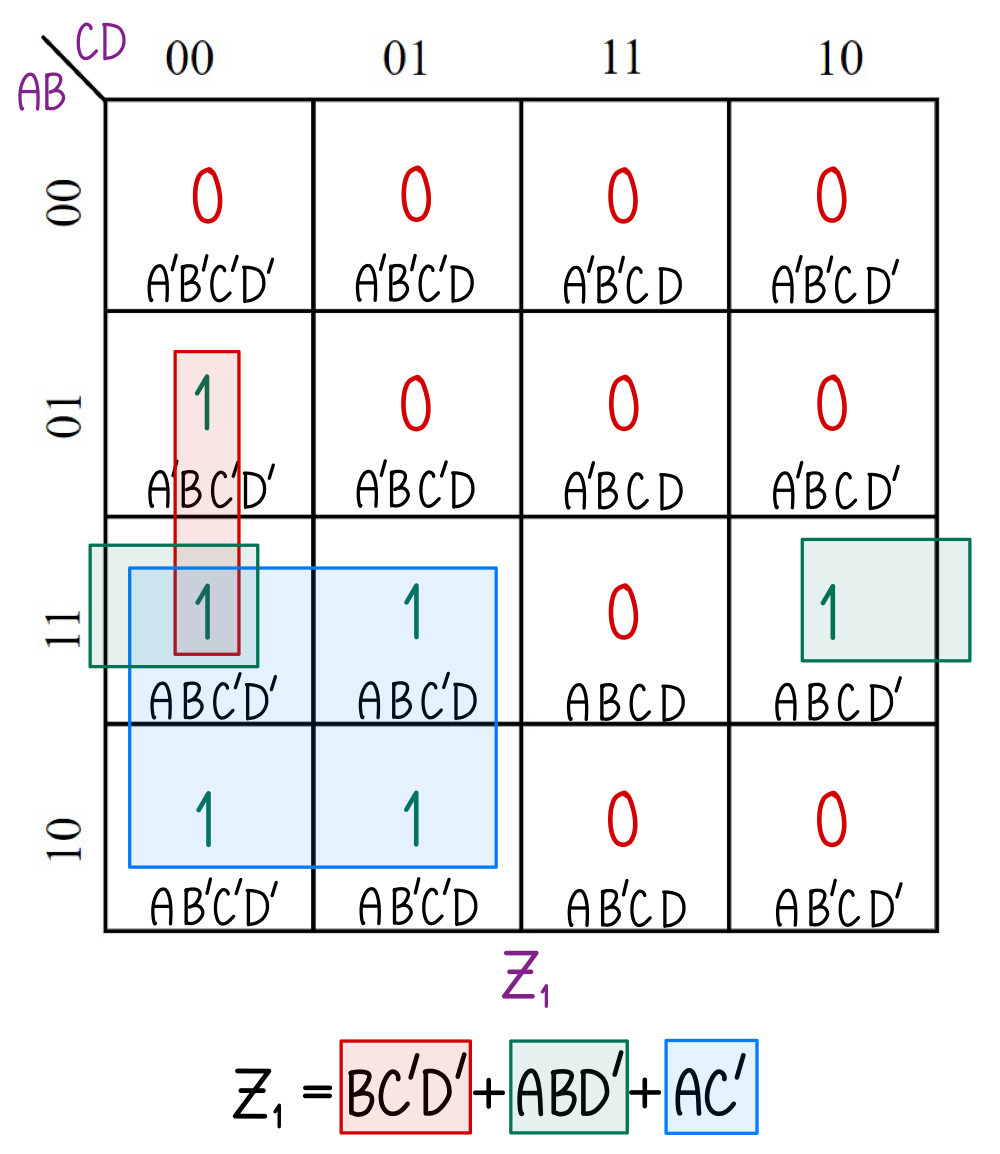 CD
AB
00 01 11 10
00
0 0 0 0
A'B'C'D' A'B'C'D A'B'CD A'B'CD'
01
1 0 0 0
A'BC'D' A'BC'D A'BCD A'BCD'
11
1 1 0 1
ABC'D' ABC'D ABCD ABCD'
10
1 1 0 0
AB'C'D' AB'C'D AB'CD AB'CD'
Z₁
Z₁ = BC'D' + ABD' + AC'